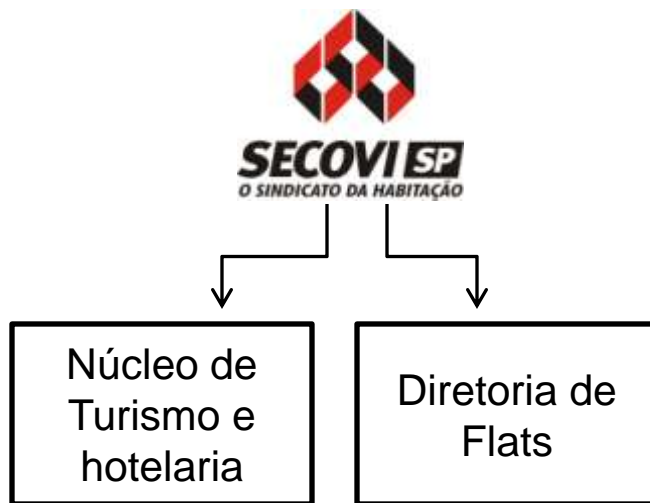 SECOVI SP
O SINDICATO DA HABITAÇÃO
Núcleo de
Turismo e
hotelaria
Diretoria de
Flats